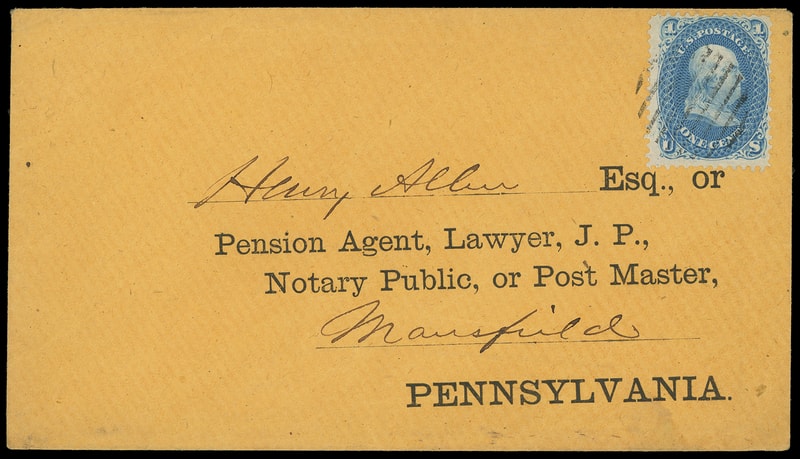 1 1
U.S. POSTAGE
ONE CENT
U S
Henry Allen Esq., or
Pension Agent, Lawyer, J. P.,
Notary Public, or Post Master,
Mansfield
PENNSYLVANIA.